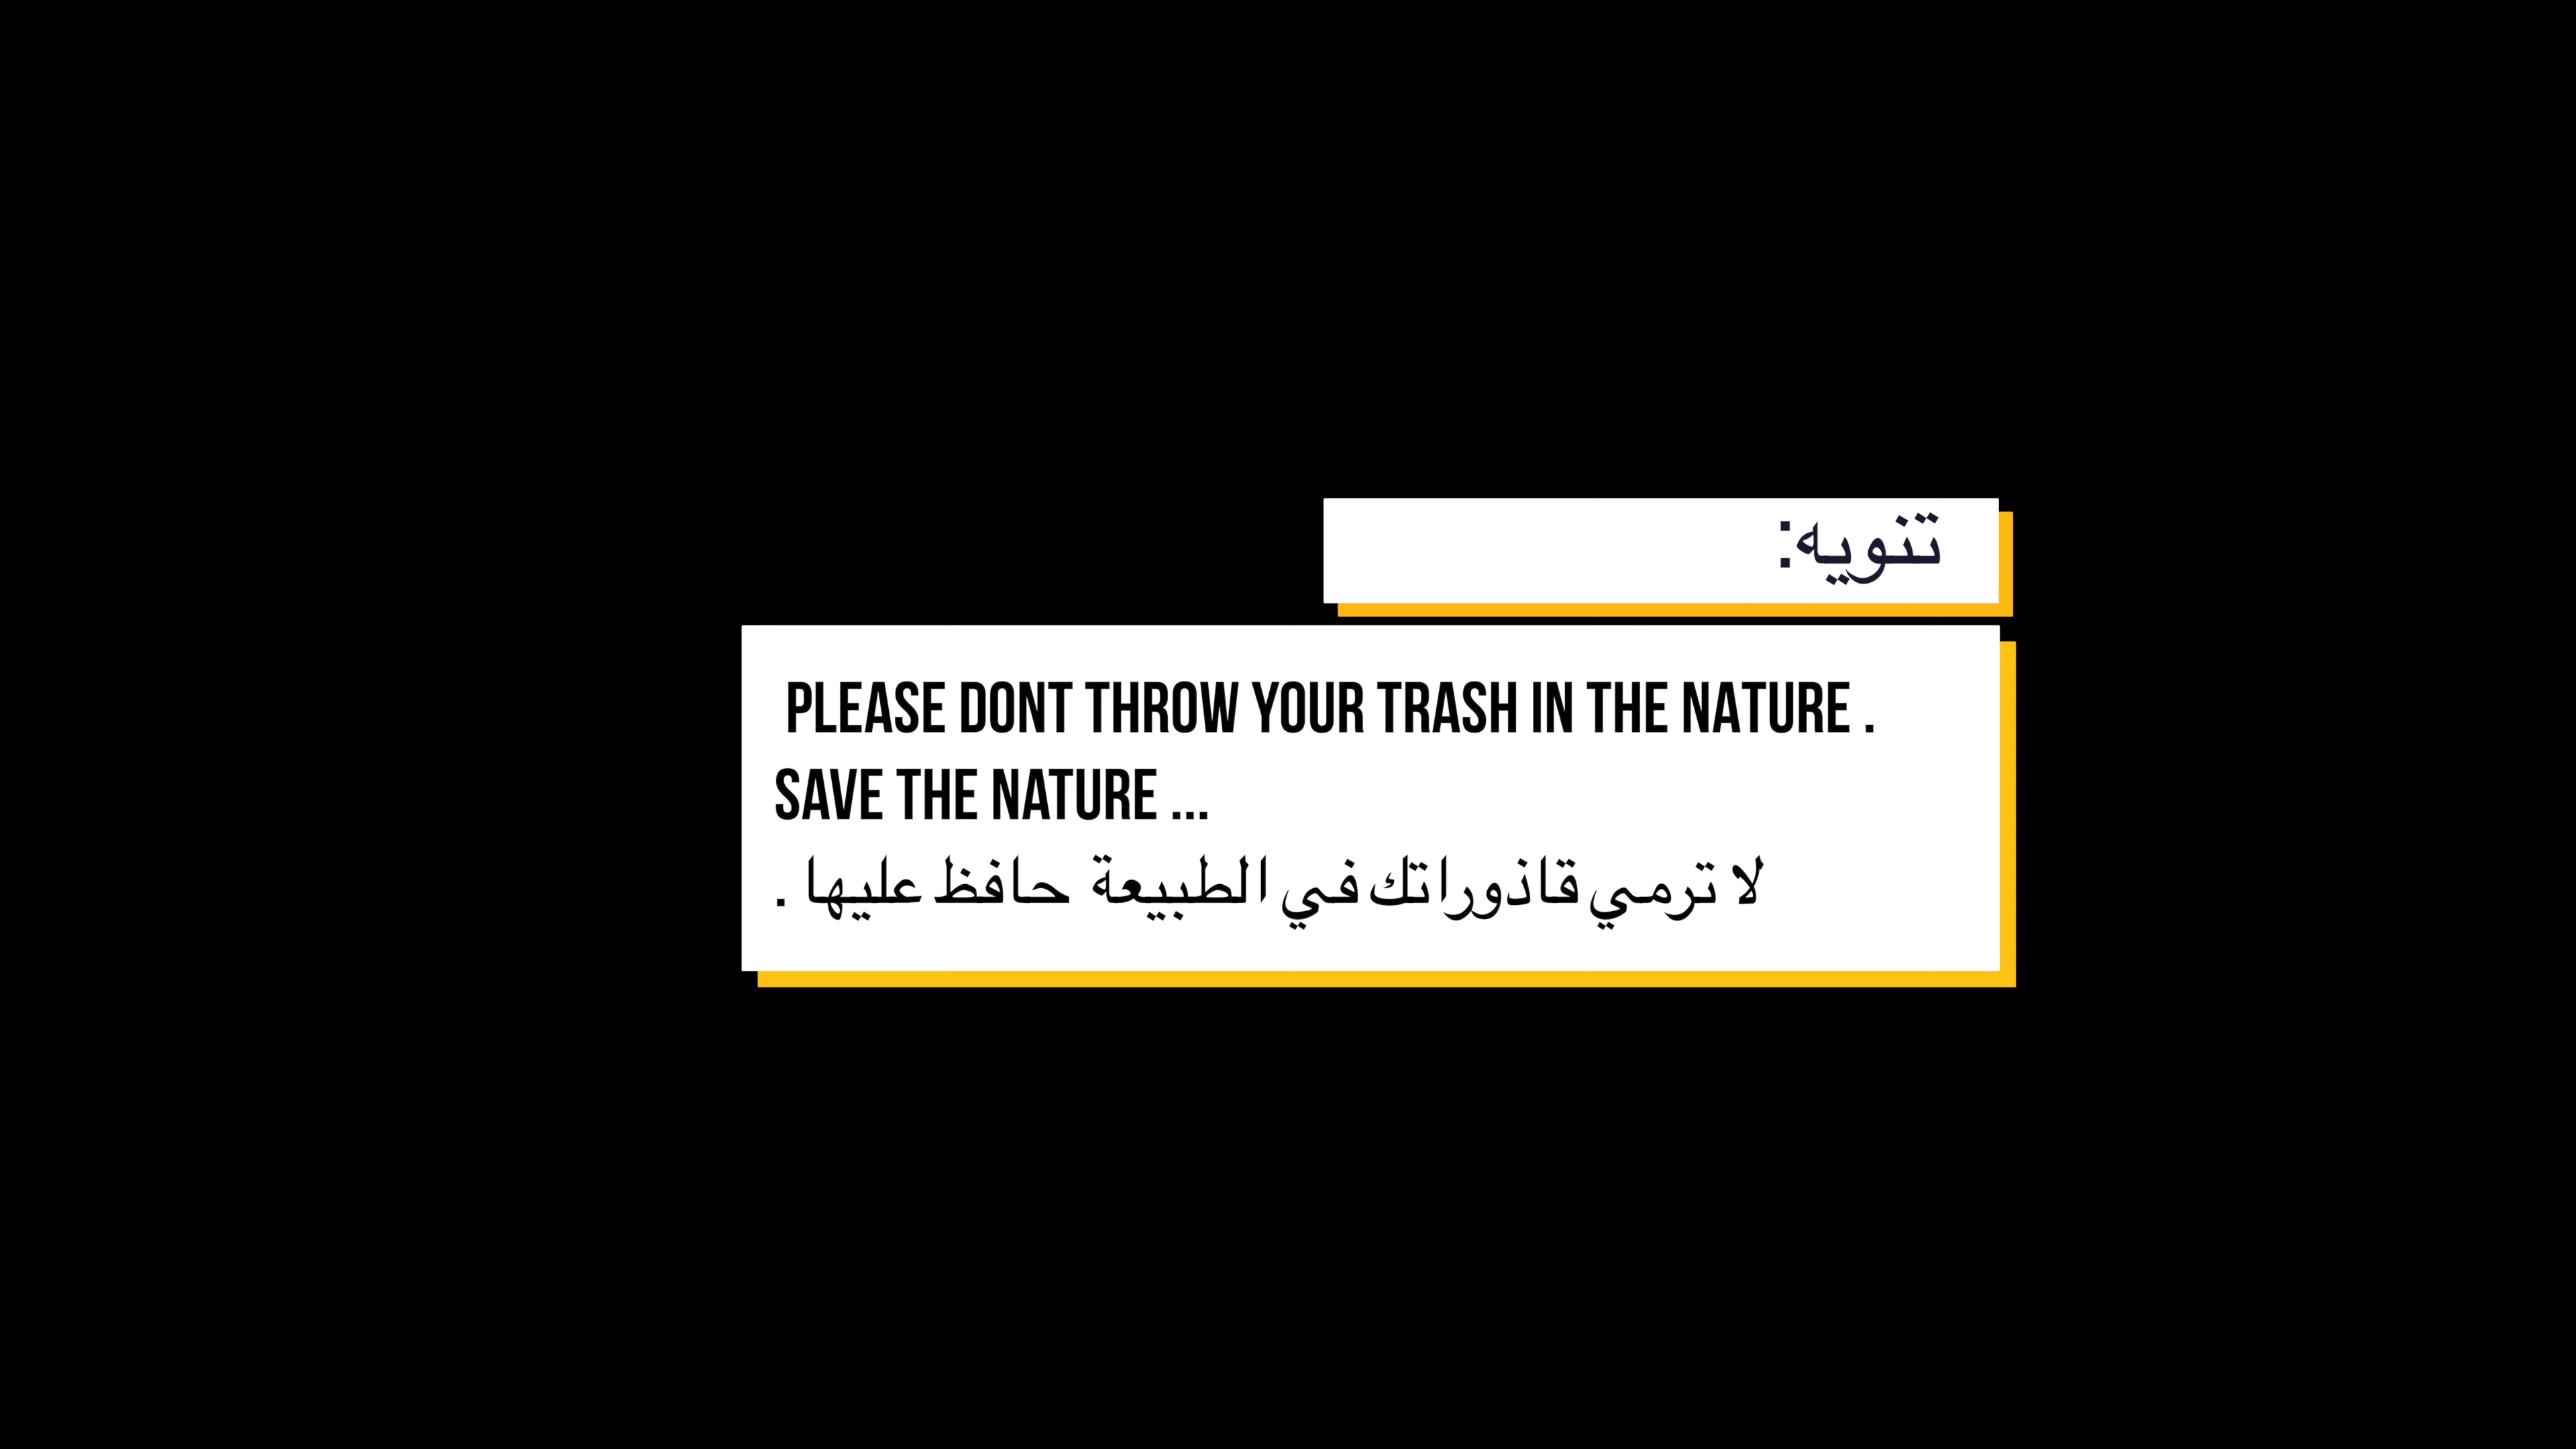 تنويه:
PLEASE DONT THROW YOUR TRASH IN THE NATURE .
SAVE THE NATURE ...
لا ترمي قاذوراتك في الطبيعة حافظ عليها .